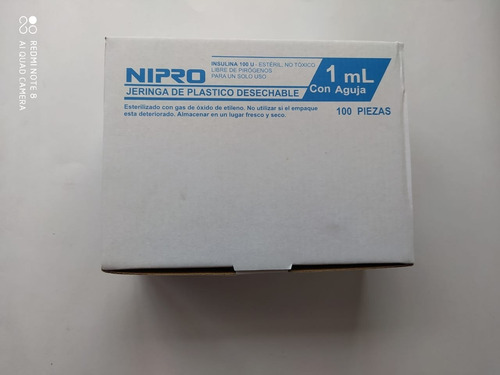 NIPRO
INSULINA 100 U - ESTÉRIL, NO TÓXICO
LIBRE DE PIRÓGENOS
PARA UN SOLO USO
1 mL
Con Aguja
JERINGA DE PLASTICO DESECHABLE
Esterilizado con gas de óxido de etileno. No utilizar si el empaque
esta deteriorado. Almacenar en un lugar fresco y seco.
100 PIEZAS
REDMI NOTE 8
AI QUAD CAMERA